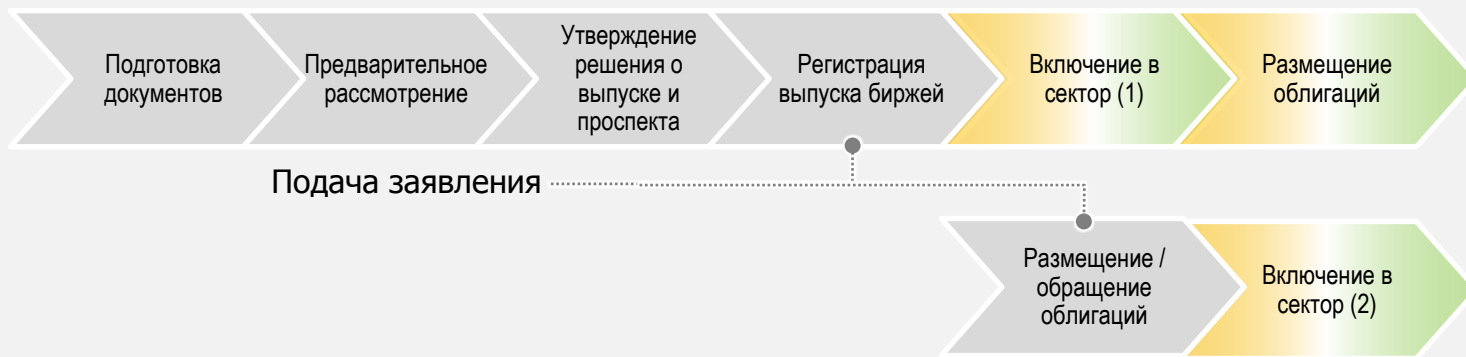 Подготовка
документов
Предварительное
рассмотрение
Утверждение
решения о
выпуске и
проспекта
Регистрация
выпуска биржей
Включение в
сектор (1)
Размещение
облигаций
Подача заявления
Размещение /
обращение
облигаций
Включение в
сектор (2)